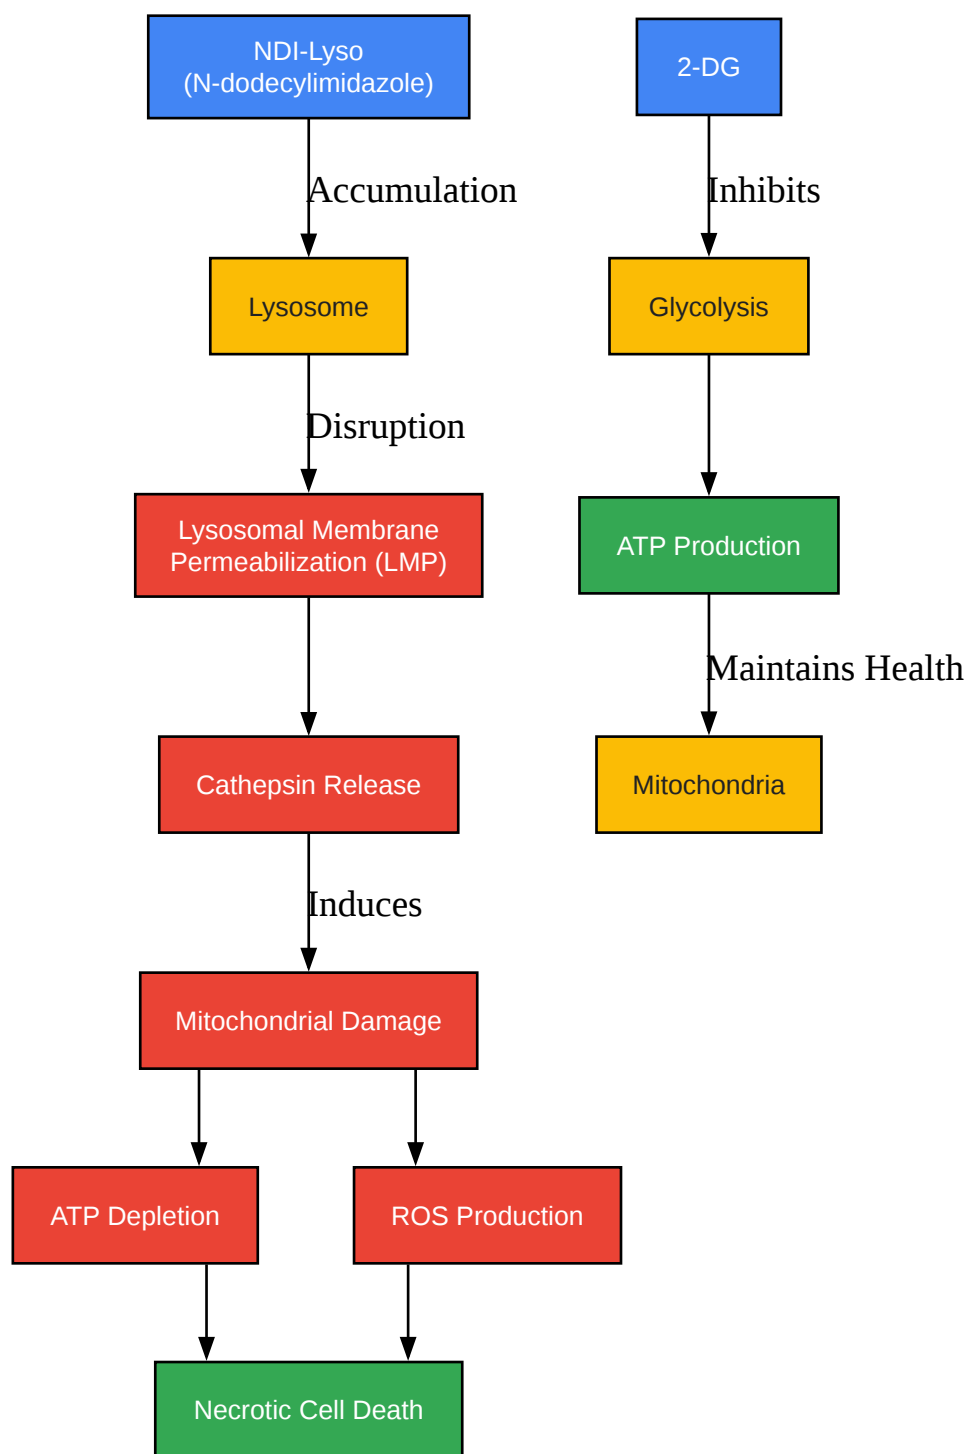 NDI-Lyso
(N-dodecylimidazole)
2-DG
Accumulation
Inhibits
Lysosome
Glycolysis
Disruption
Lysosomal Membrane
Permeabilization (LMP)
ATP Production
Maintains Health
Cathepsin Release
Mitochondria
Induces
Mitochondrial Damage
ATP Depletion
ROS Production
Necrotic Cell Death